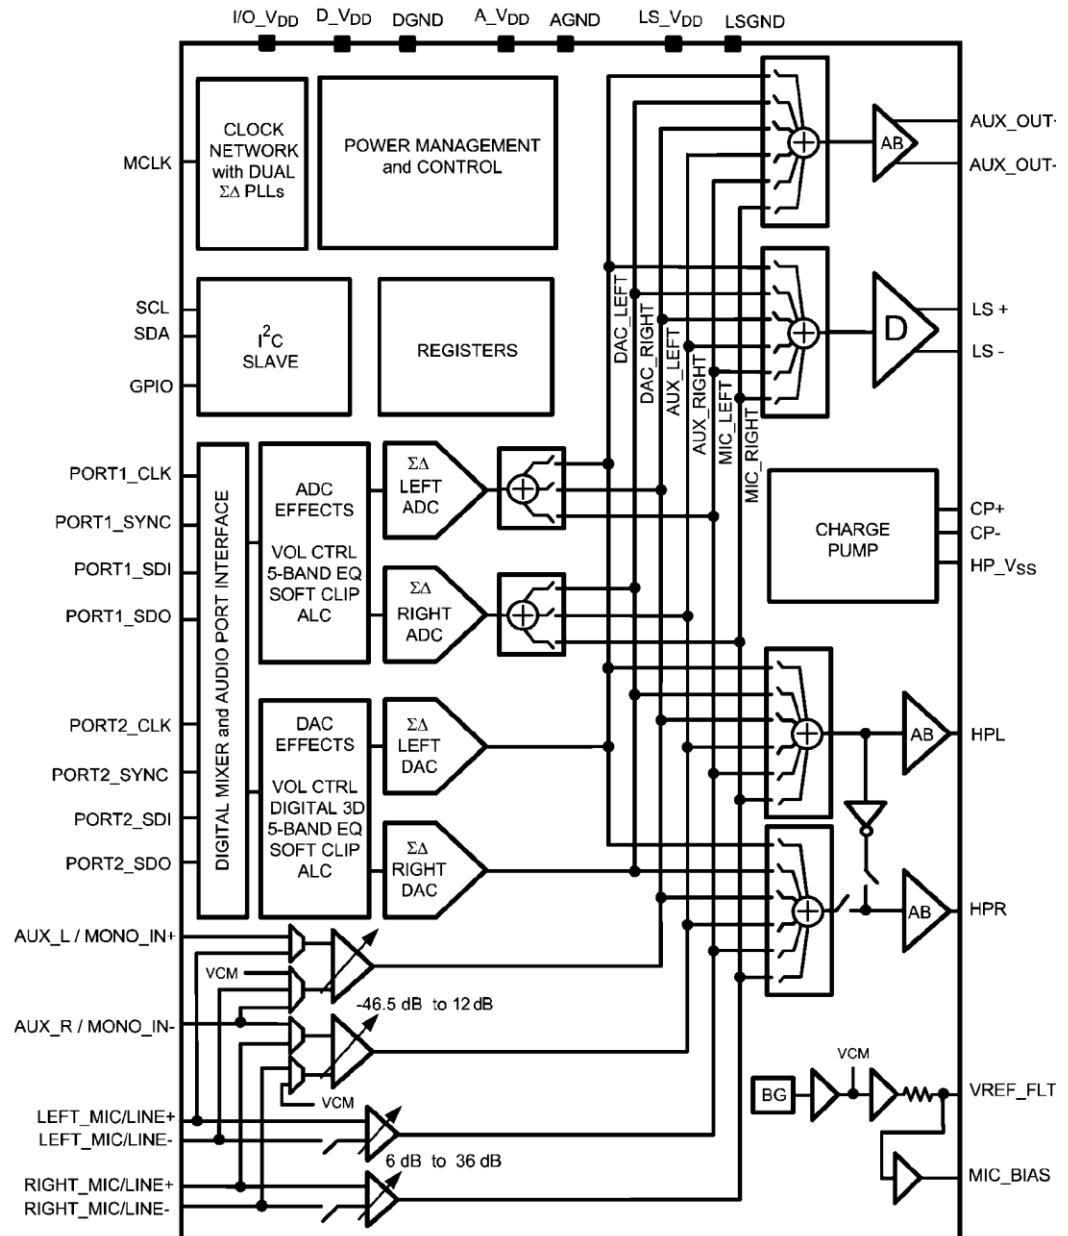 I/O_VDD
D_VDD
DGND
A_VDD
AGND
LS_VDD
LSGND
CLOCK
NETWORK
with DUAL
ΣΔ PLLs
POWER MANAGEMENT
and CONTROL
MCLK
AB
AUX_OUT-
AUX_OUT-
SCL
SDA
GPIO
I2C
SLAVE
REGISTERS
DAC_LEFT
DAC_RIGHT
AUX_LEFT
AUX_RIGHT
MIC_LEFT
MIC_RIGHT
D
LS +
LS -
PORT1_CLK
PORT1_SYNC
PORT1_SDI
PORT1_SDO
PORT2_CLK
PORT2_SYNC
PORT2_SDI
PORT2_SDO
DIGITAL MIXER and AUDIO PORT INTERFACE
ADC
EFFECTS
VOL CTRL
5-BAND EQ
SOFT CLIP
ALC
ΣΔ
LEFT
ADC
ΣΔ
RIGHT
ADC
CHARGE
PUMP
CP+
CP-
HP_VSS
DAC
EFFECTS
VOL CTRL
DIGITAL 3D
5-BAND EQ
SOFT CLIP
ALC
ΣΔ
LEFT
DAC
ΣΔ
RIGHT
DAC
AB
HPL
AB
HPR
AUX_L / MONO_IN+
VCM
-46.5 dB to 12 dB
AUX_R / MONO_IN-
VCM
LEFT_MIC/LINE+
LEFT_MIC/LINE-
6 dB to 36 dB
RIGHT_MIC/LINE+
RIGHT_MIC/LINE-
BG
VCM
VREF_FLT
MIC_BIAS